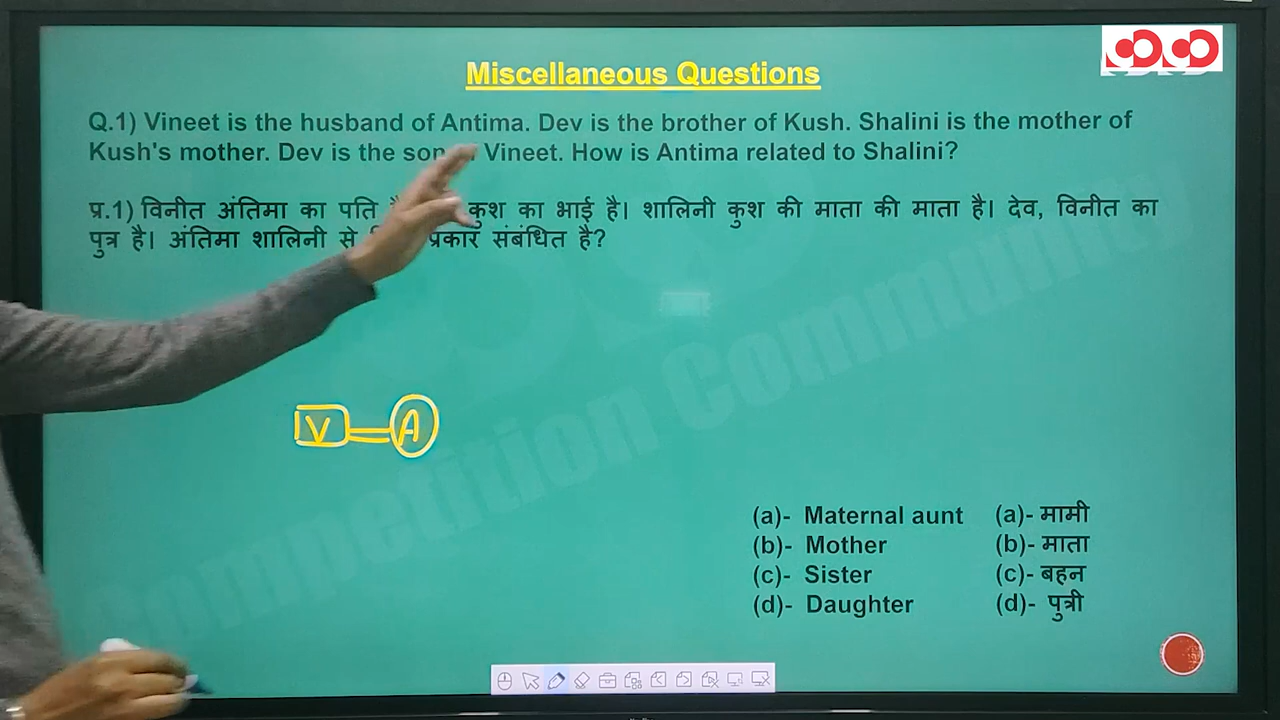 Miscellaneous Questions
Q.1) Vineet is the husband of Antima. Dev is the brother of Kush. Shalini is the mother of
Kush's mother. Dev is the son Vineet. How is Antima related to Shalini?
प्र.1) विनीत अंतिमा का पति कुश का भाई है। शालिनी कुश की माता की माता है। देव, विनीत का
पुत्र है। अंतिमा शालिनी से प्रकार संबंधित है?
V A
(a)- Maternal aunt (a)- मामी
(b)- Mother (b)- माता
(c)- Sister (c)- बहन
(d)- Daughter (d)- पुत्री
Competition Community